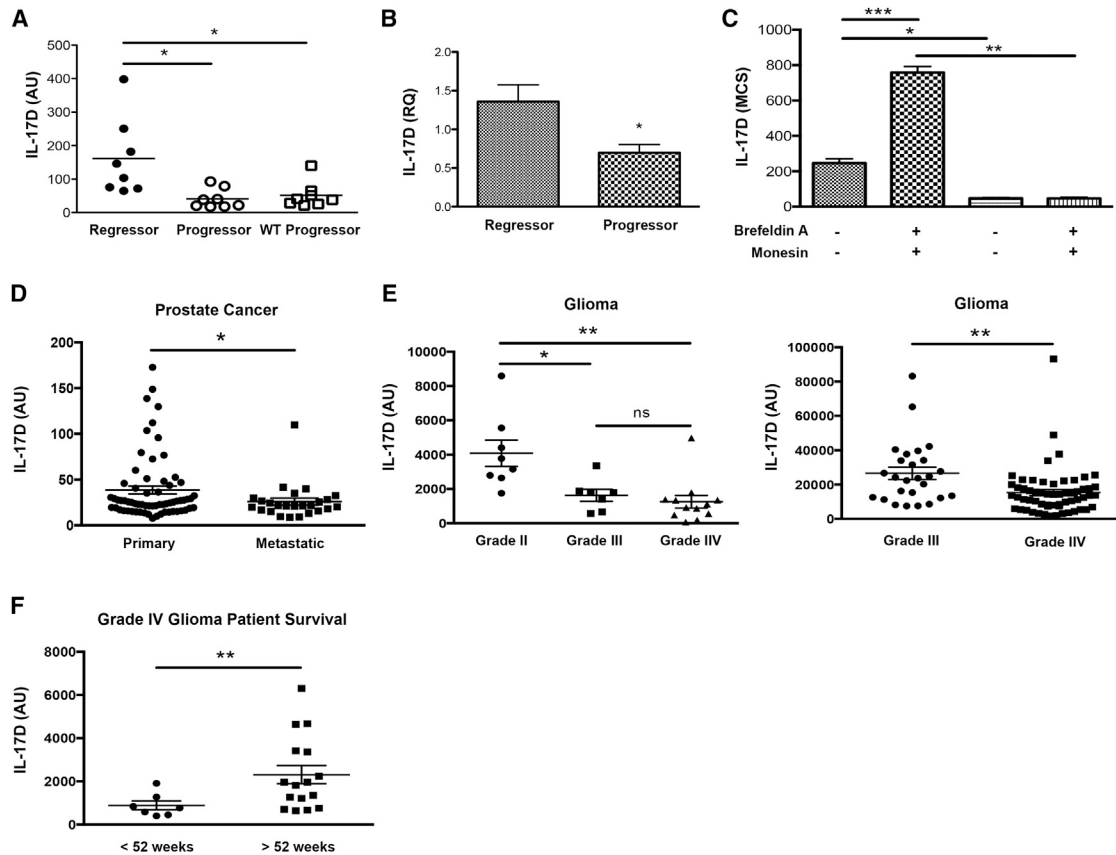 A
IL-17D (AU)
500
400
300
200
100
0
*
*
Regressor Progressor WT Progressor
B
IL-17D (RQ)
2.0
1.5
1.0
0.5
0.0
*
Regressor Progressor
C
IL-17D (MCS)
1000
800
600
400
200
0
***
*
**
Brefeldin A - + - +
Monesin - + - +
D
Prostate Cancer
IL-17D (AU)
200
150
100
50
0
*
Primary Metastatic
E
Glioma
IL-17D (AU)
10000
8000
6000
4000
2000
0
**
*
ns
Grade II Grade III Grade IIV
Glioma
IL-17D (AU)
100000
80000
60000
40000
20000
0
**
Grade III Grade IIV
F
Grade IV Glioma Patient Survival
IL-17D (AU)
8000
6000
4000
2000
0
**
< 52 weeks > 52 weeks